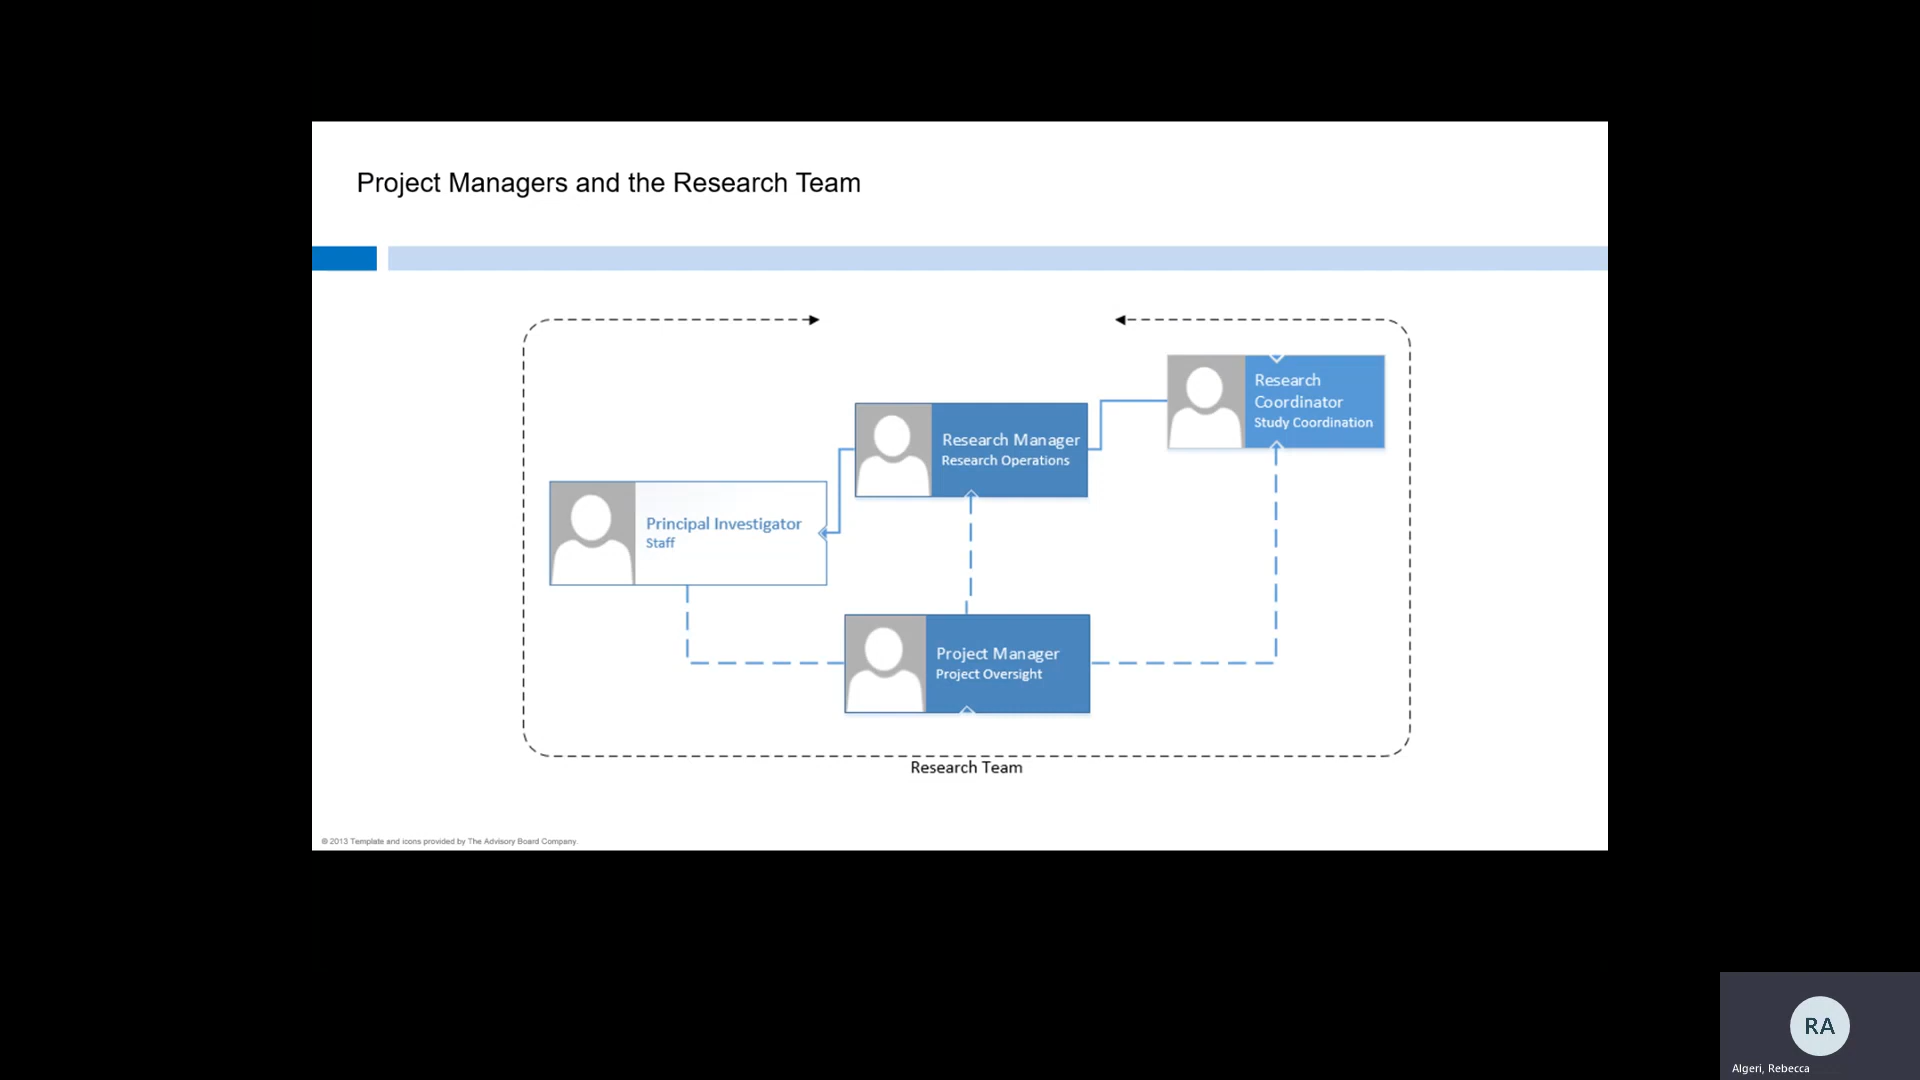 Project Managers and the Research Team
Research
Coordinator
Study Coordination
Research Manager
Research Operations
Principal Investigator
Staff
Project Manager
Project Oversight
Research Team
© 2013 Template and icons provided by The Advisory Board Company.
RA
Algeri, Rebecca